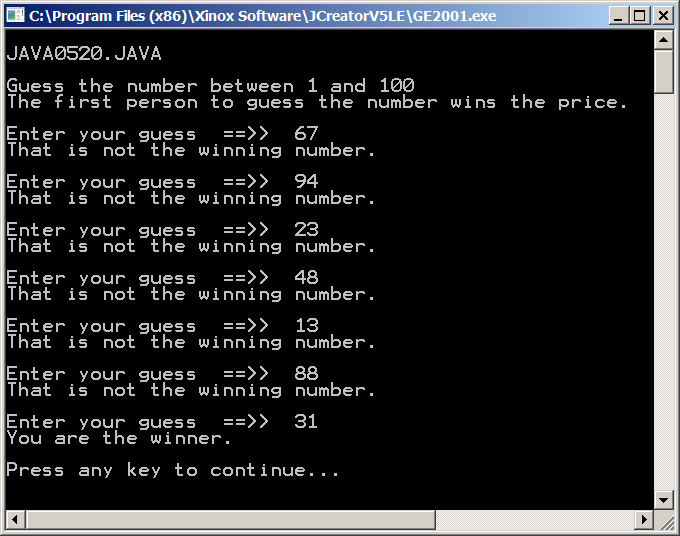 C:\Program Files (x86)\Xinox Software\JCreatorV5LE\GE2001.exe
JAVA0520.JAVA
Guess the number between 1 and 100
The first person to guess the number wins the price.
Enter your guess  ==>>  67
That is not the winning number.
Enter your guess  ==>>  94
That is not the winning number.
Enter your guess  ==>>  23
That is not the winning number.
Enter your guess  ==>>  48
That is not the winning number.
Enter your guess  ==>>  13
That is not the winning number.
Enter your guess  ==>>  88
That is not the winning number.
Enter your guess  ==>>  31
You are the winner.
Press any key to continue...